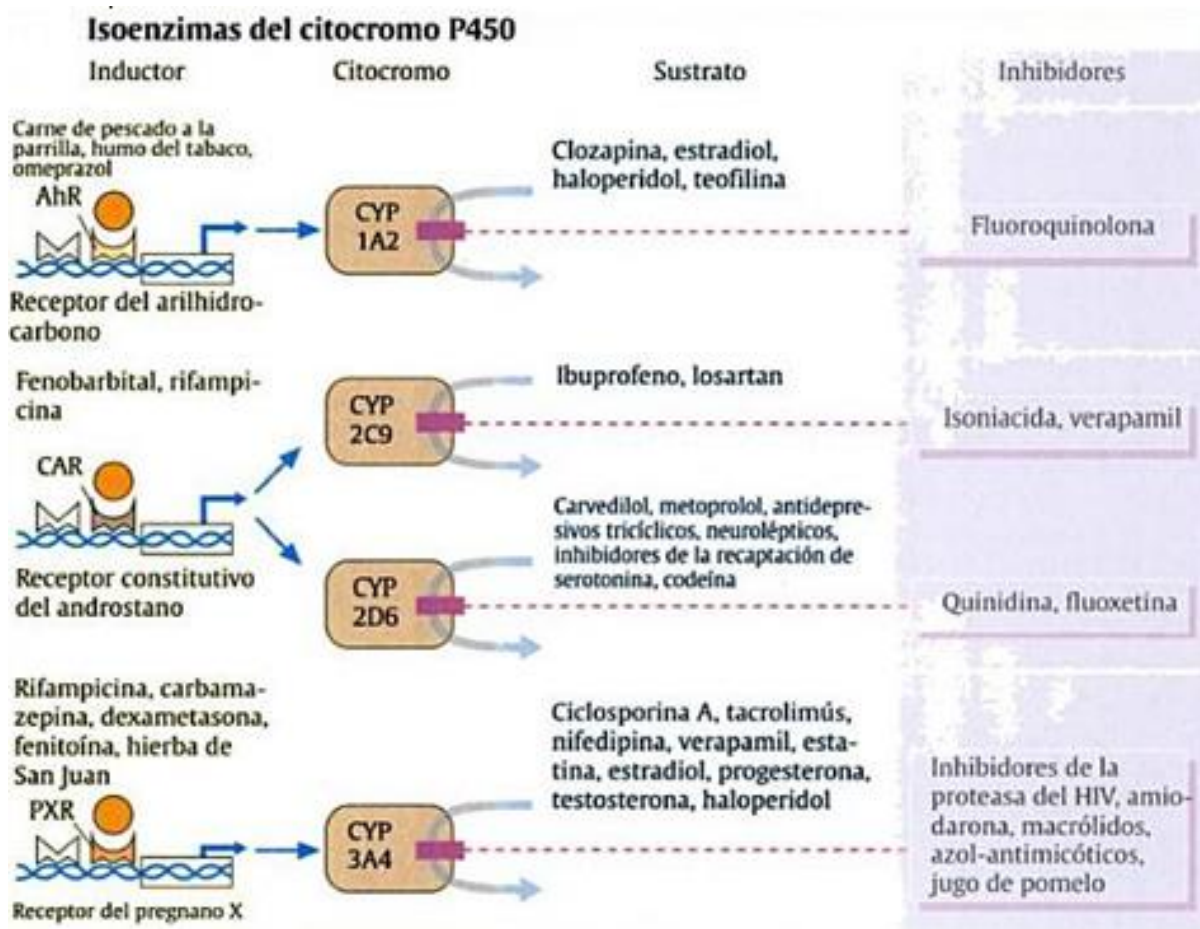 Isoenzimas del citocromo P450
Inductor
Citocromo
Sustrato
Inhibidores
Carne de pescado a la
parrilla, humo del tabaco,
omeprazol
AhR
Receptor del arilhidro-
carbono
CYP
1A2
Clozapina, estradiol,
haloperidol, teofilina
Fluoroquinolona
Fenobarbital, rifampi-
cina
CAR
Receptor constitutivo
del androstano
CYP
2C9
Ibuprofeno, losartan
Isoniacida, verapamil
CYP
2D6
Carvedilol, metoprolol, antidepre-
sivos tricíclicos, neurolépticos,
inhibidores de la recaptación de
serotonina, codeína
Quinidina, fluoxetina
Rifampicina, carbama-
zepina, dexametasona,
fenitoína, hierba de
San Juan
PXR
Receptor del pregnano X
CYP
3A4
Ciclosporina A, tacrolimús,
nifedipina, verapamil, esta-
tina, estradiol, progesterona,
testosterona, haloperidol
Inhibidores de la
proteasa del HIV, amio-
darona, macrólidos,
azol-antimicóticos,
jugo de pomelo